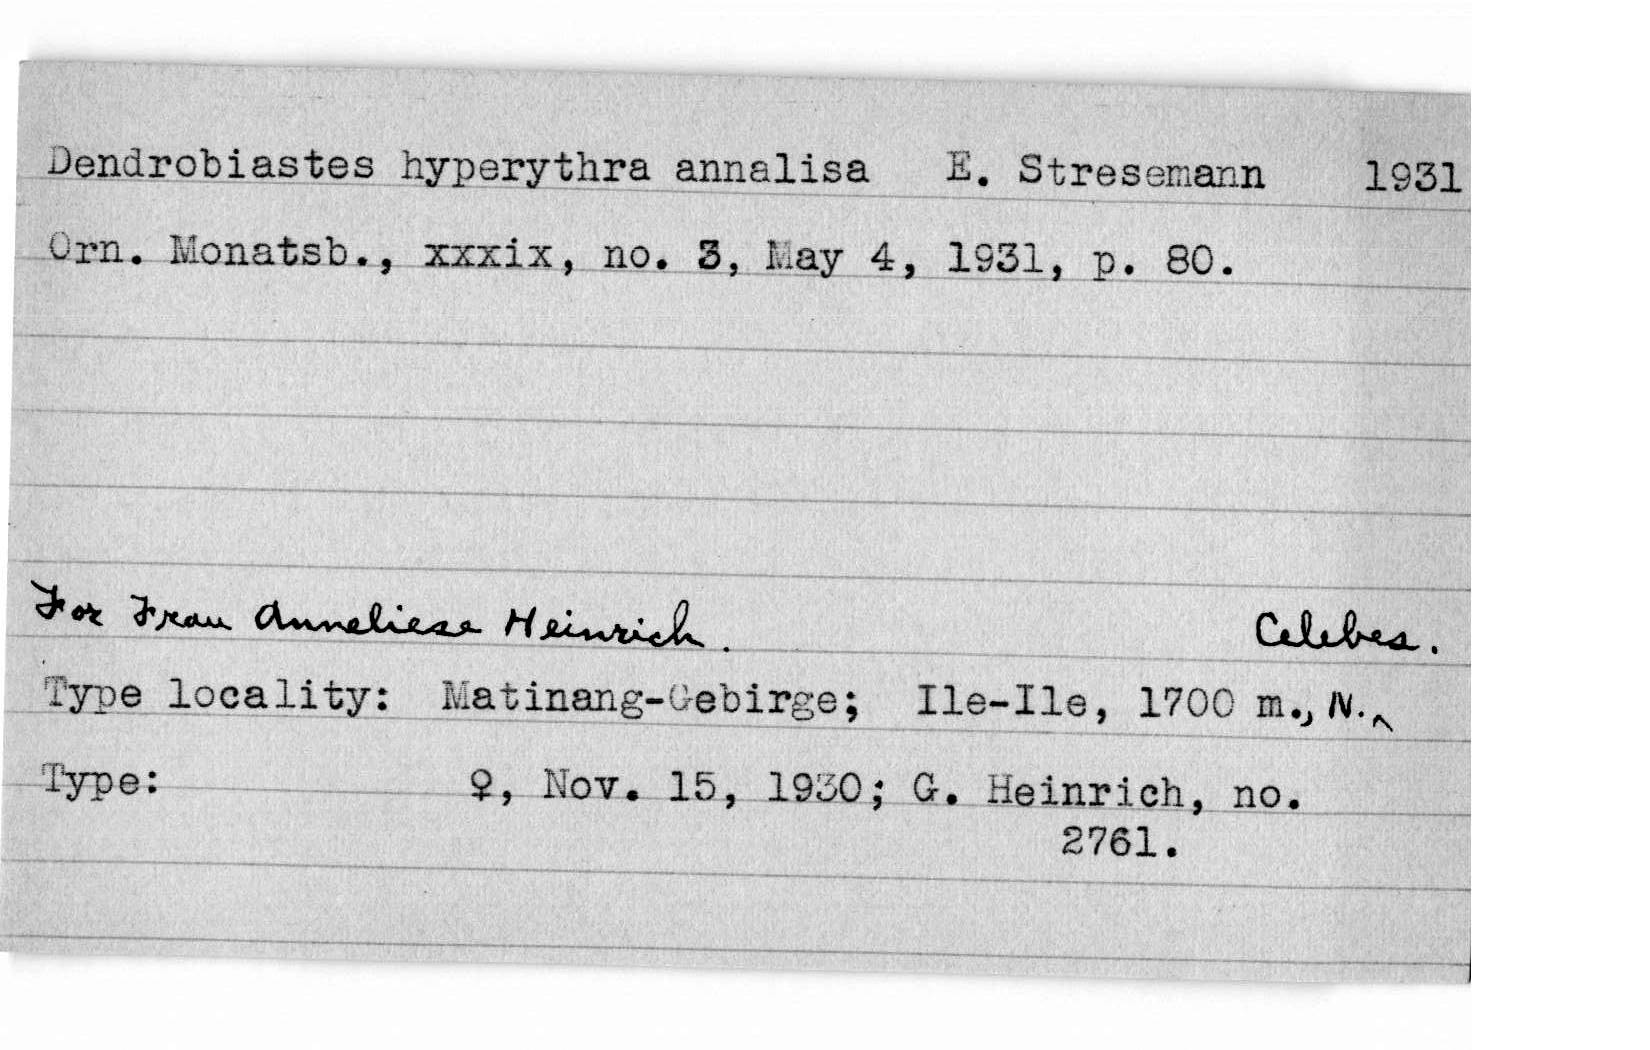 Dendrobiastes hyperythra annalisa E. Stresemann 1931
Orn. Monatsb., xxxix, no. 3, May 4, 1931, p. 80.
For Frau Anneliese Heinrich. Celebes.
Type locality: Matinang-Gebirge; Ile-Ile, 1700 m., N.^
Type: ♀, Nov. 15, 1930; G. Heinrich, no.
2761.